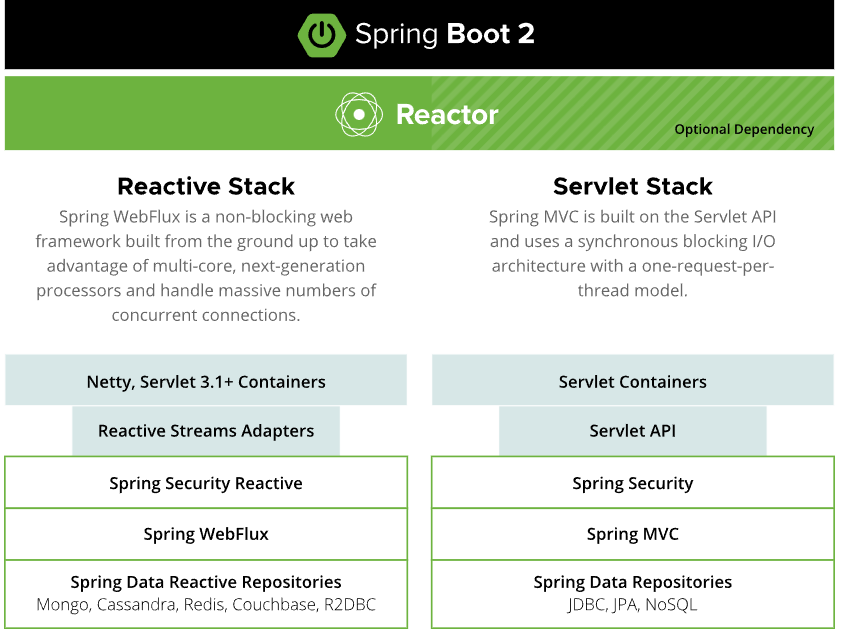 Spring Boot 2
Reactor
Optional Dependency
Reactive Stack
Spring WebFlux is a non-blocking web
framework built from the ground up to take
advantage of multi-core, next-generation
processors and handle massive numbers of
concurrent connections.
Netty, Servlet 3.1+ Containers
Reactive Streams Adapters
Spring Security Reactive
Spring WebFlux
Spring Data Reactive Repositories
Mongo, Cassandra, Redis, Couchbase, R2DBC
Servlet Stack
Spring MVC is built on the Servlet API
and uses a synchronous blocking I/O
architecture with a one-request-per-
thread model.
Servlet Containers
Servlet API
Spring Security
Spring MVC
Spring Data Repositories
JDBC, JPA, NoSQL